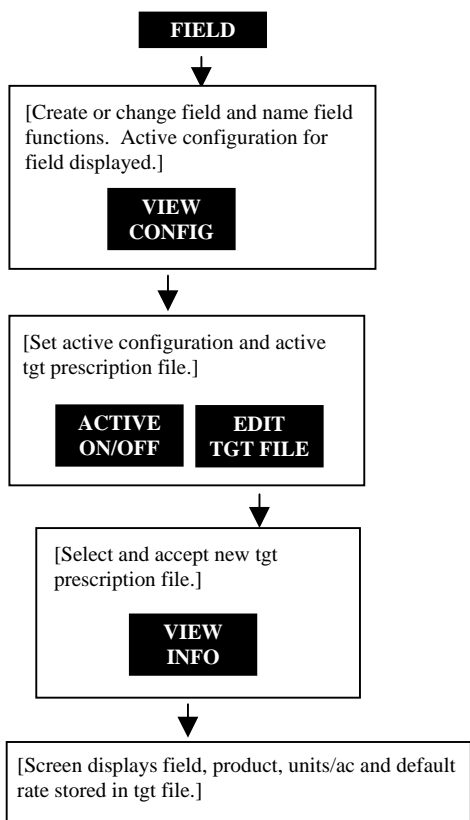 FIELD
[Create or change field and name field
functions.  Active configuration for
field displayed.]
VIEW
CONFIG
[Set active configuration and active
tgt prescription file.]
ACTIVE
ON/OFF
EDIT
TGT FILE
[Select and accept new tgt
prescription file.]
VIEW
INFO
[Screen displays field, product, units/ac and default
rate stored in tgt file.]